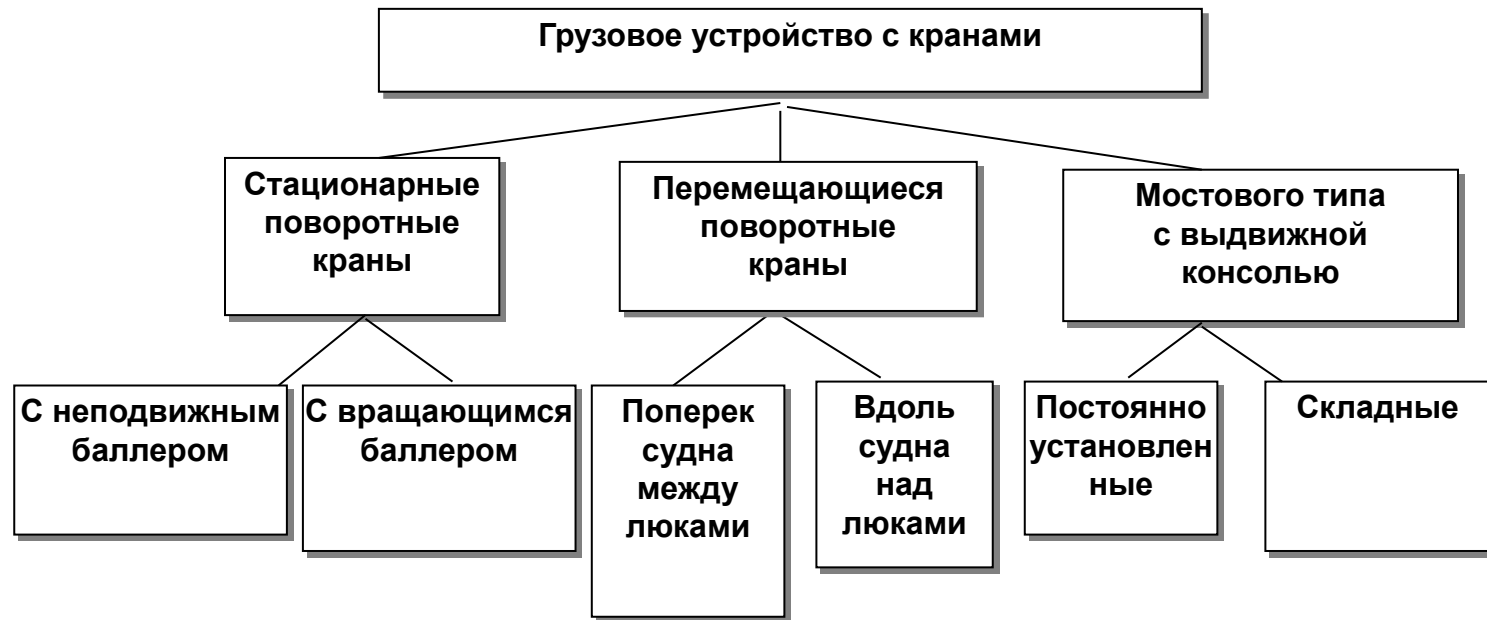 Грузовое устройство с кранами
Стационарные
поворотные
краны
Перемещающиеся
поворотные
краны
Мостового типа
с выдвижной
консолью
С неподвижным
баллером
С вращающимся
баллером
Поперек
судна
между
люками
Вдоль
судна
над
люками
Постоянно
установлен
ные
Складные